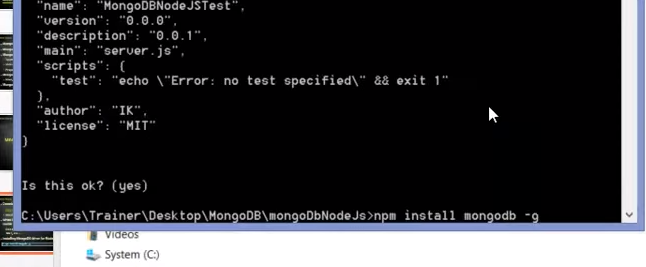 "name": "MongoDBNodeJSTest",
"version": "0.0.0",
"description": "0.0.1",
"main": "server.js",
"scripts": {
"test": "echo \"Error: no test specified\" && exit 1"
},
"author": "IK",
"license": "MIT"
}
Is this ok? (yes)
C:\Users\Trainer\Desktop\MongoDB\mongoDbNodeJs>npm install mongodb -g
Videos
System (C:)